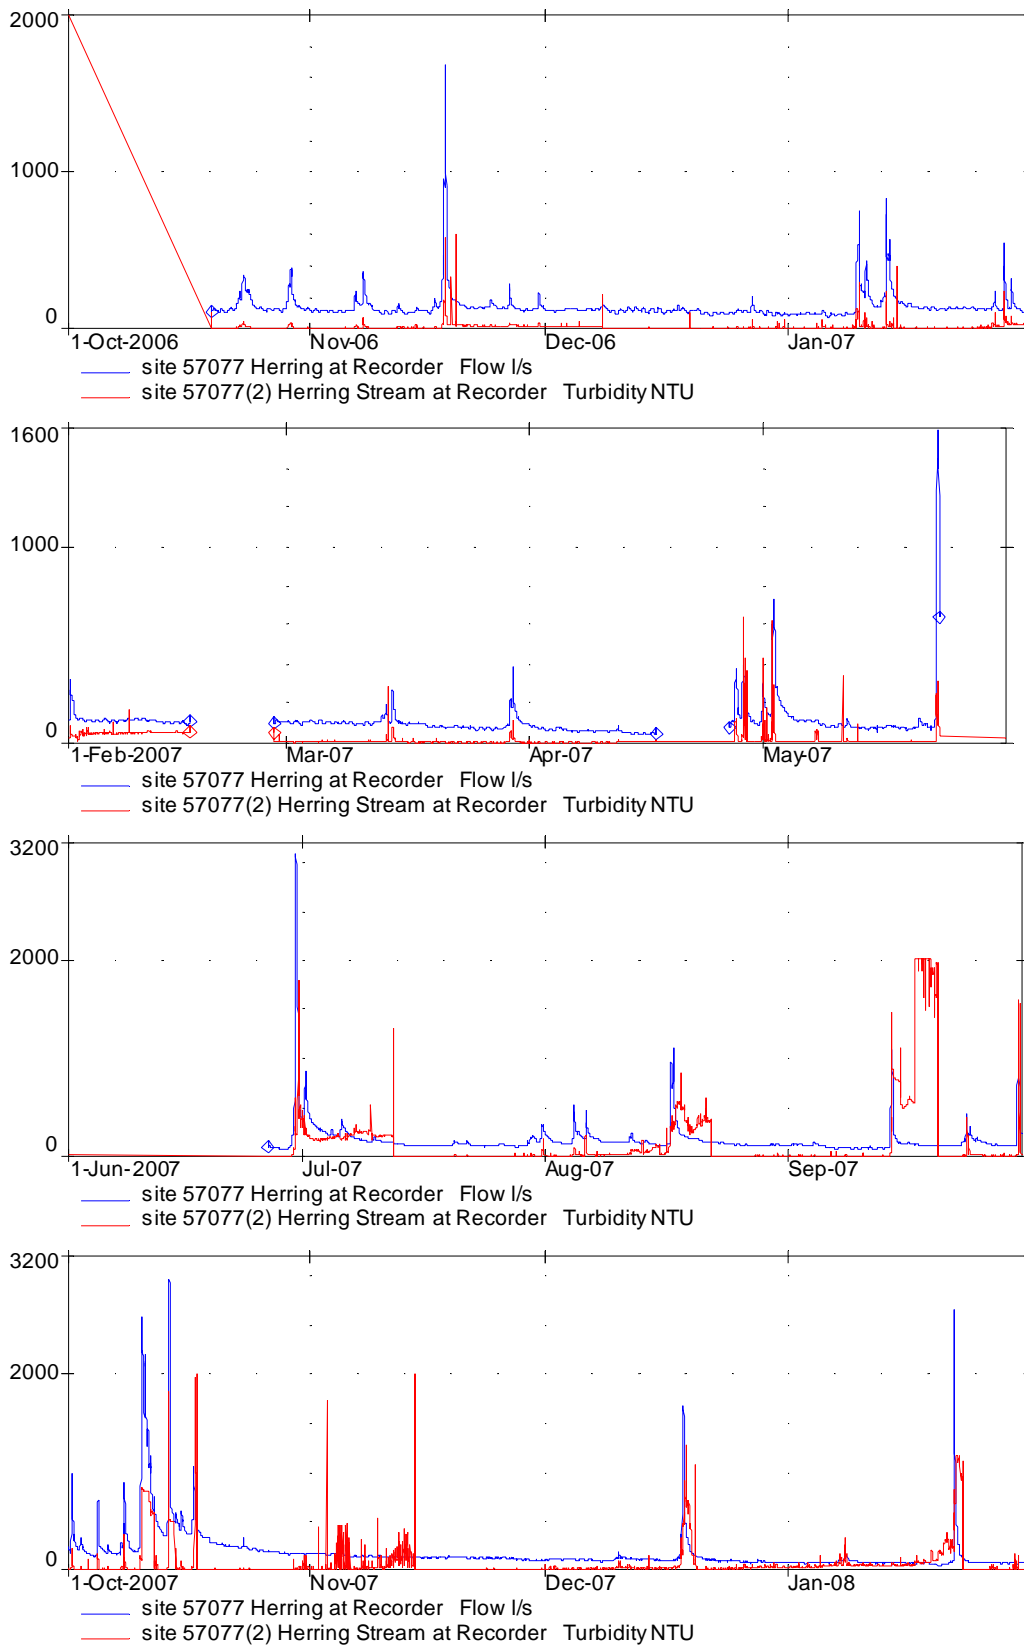 2000
1000
0
1-Oct-2006 Nov-06 Dec-06 Jan-07
site 57077 Herring at Recorder Flow l/s
site 57077(2) Herring Stream at Recorder Turbidity NTU
1600
1000
0
1-Feb-2007 Mar-07 Apr-07 May-07
site 57077 Herring at Recorder Flow l/s
site 57077(2) Herring Stream at Recorder Turbidity NTU
3200
2000
0
1-Jun-2007 Jul-07 Aug-07 Sep-07
site 57077 Herring at Recorder Flow l/s
site 57077(2) Herring Stream at Recorder Turbidity NTU
3200
2000
0
1-Oct-2007 Nov-07 Dec-07 Jan-08
site 57077 Herring at Recorder Flow l/s
site 57077(2) Herring Stream at Recorder Turbidity NTU